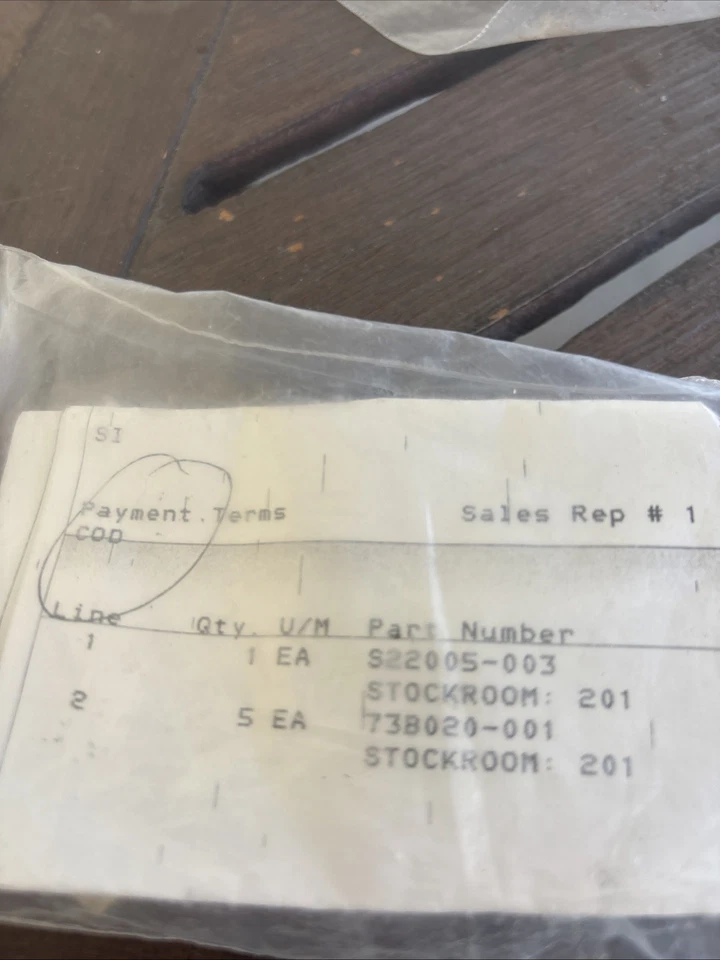 SI
Payment Terms Sales Rep # 1
COD
Line Qty. U/M Part Number
1 1 EA S22005-003
STOCKROOM: 201
2 5 EA 738020-001
STOCKROOM: 201